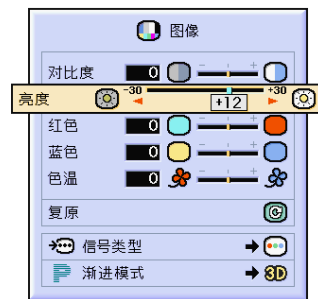 图像
对比度 0 - +
亮度 -30 +12 +30
红色 0 - +
蓝色 0 - +
色温 0 - +
复原
信号类型
P 渐进模式 3D